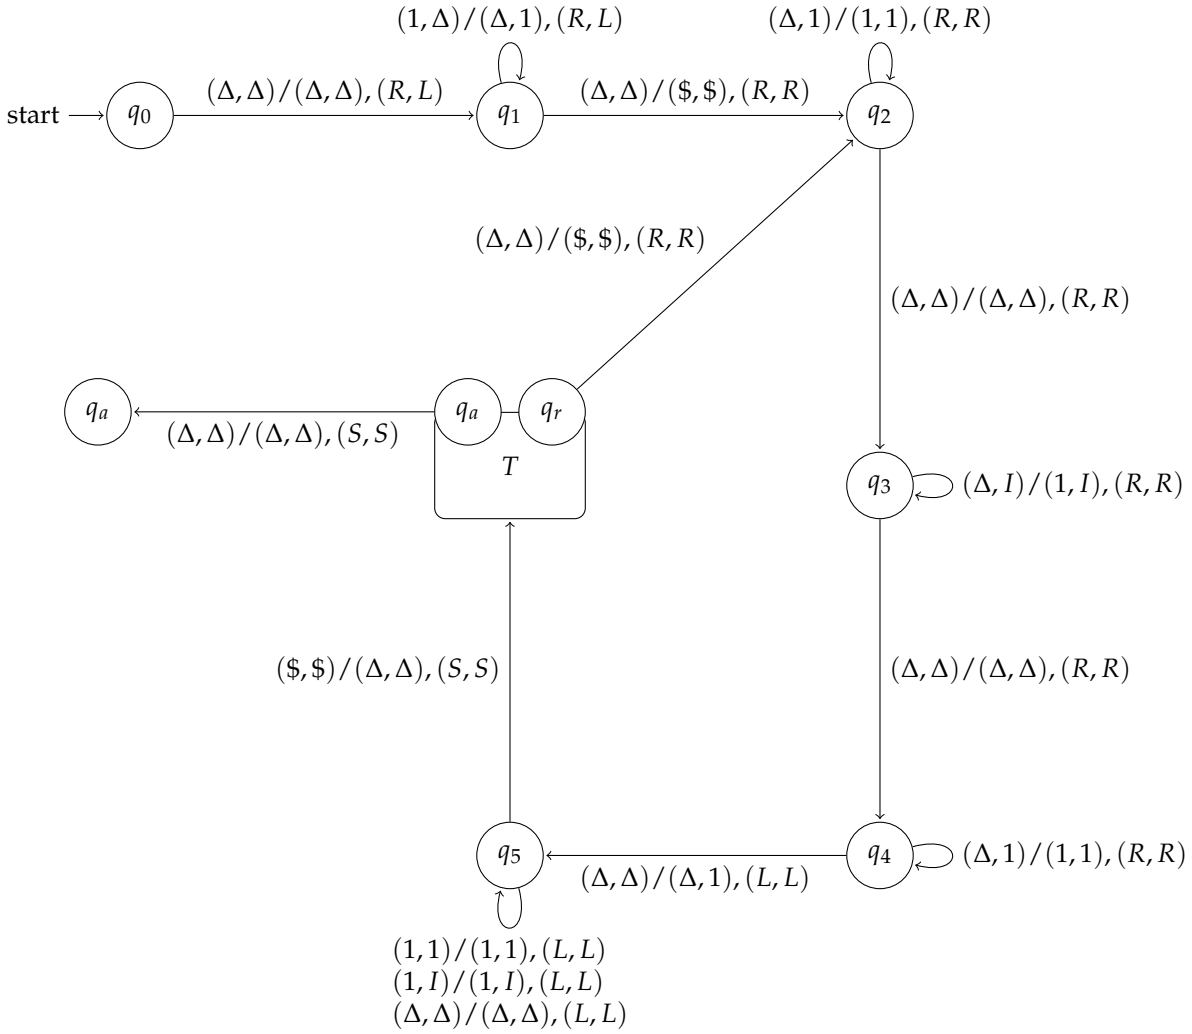 (1, Δ)/(Δ, 1), (R, L)
(Δ, 1)/(1, 1), (R, R)
start
q0
(Δ, Δ)/(Δ, Δ), (R, L)
q1
(Δ, Δ)/($, $), (R, R)
q2
(Δ, Δ)/($, $), (R, R)
(Δ, Δ)/(Δ, Δ), (R, R)
qa
(Δ, Δ)/(Δ, Δ), (S, S)
qa
qr
T
q3
(Δ, I)/(1, I), (R, R)
($, $)/(Δ, Δ), (S, S)
(Δ, Δ)/(Δ, Δ), (R, R)
q5
(Δ, Δ)/(Δ, 1), (L, L)
q4
(Δ, 1)/(1, 1), (R, R)
(1, 1)/(1, 1), (L, L)
(1, I)/(1, I), (L, L)
(Δ, Δ)/(Δ, Δ), (L, L)